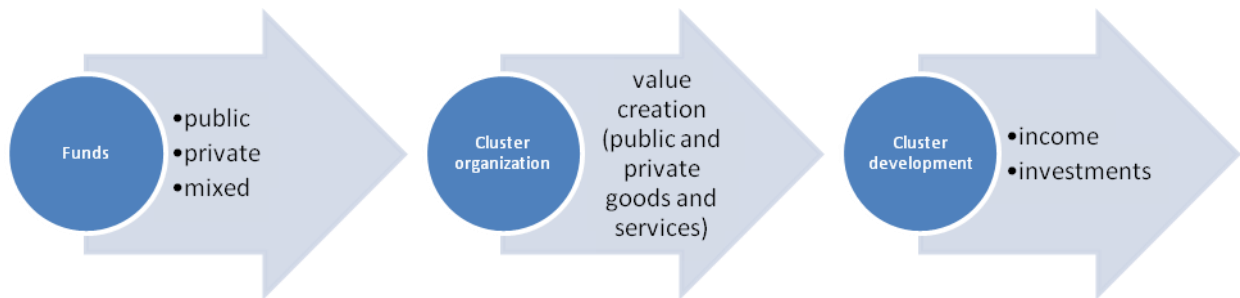 Funds
•public
•private
•mixed
Cluster
organization
value
creation
(public and
private
goods and
services)
Cluster
development
•income
•investments